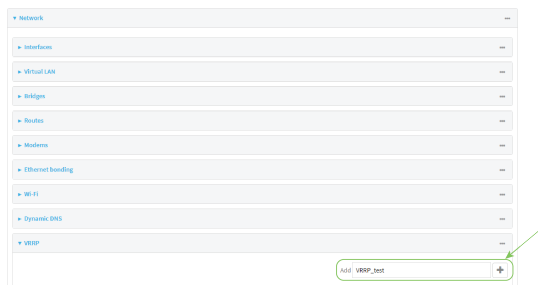 Network
Interfaces
Virtual LAN
Bridges
Routes
Modems
Ethernet bonding
Wi-Fi
Dynamic DNS
VRRP
Add VRRP_test